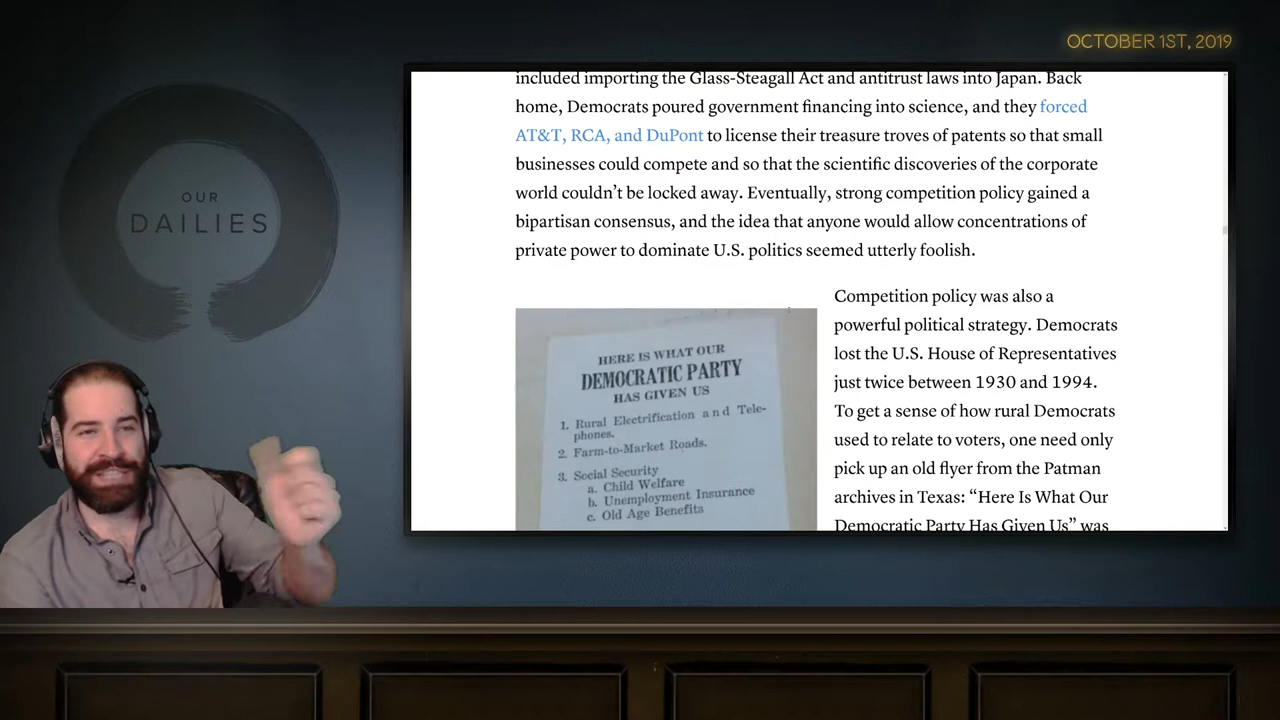 OCTOBER 1ST, 2019
OUR
DAILIES
included importing the Glass-Steagall Act and antitrust laws into Japan. Back
home, Democrats poured government financing into science, and they forced
AT&T, RCA, and DuPont to license their treasure troves of patents so that small
businesses could compete and so that the scientific discoveries of the corporate
world couldn’t be locked away. Eventually, strong competition policy gained a
bipartisan consensus, and the idea that anyone would allow concentrations of
private power to dominate U.S. politics seemed utterly foolish.
HERE IS WHAT OUR
DEMOCRATIC PARTY
HAS GIVEN US
1. Rural Electrification and Tele-
phones.
2. Farm-to-Market Roads.
3. Social Security
a. Child Welfare
b. Unemployment Insurance
c. Old Age Benefits
Competition policy was also a
powerful political strategy. Democrats
lost the U.S. House of Representatives
just twice between 1930 and 1994.
To get a sense of how rural Democrats
used to relate to voters, one need only
pick up an old flyer from the Patman
archives in Texas: “Here Is What Our
Democratic Party Has Given Us” was